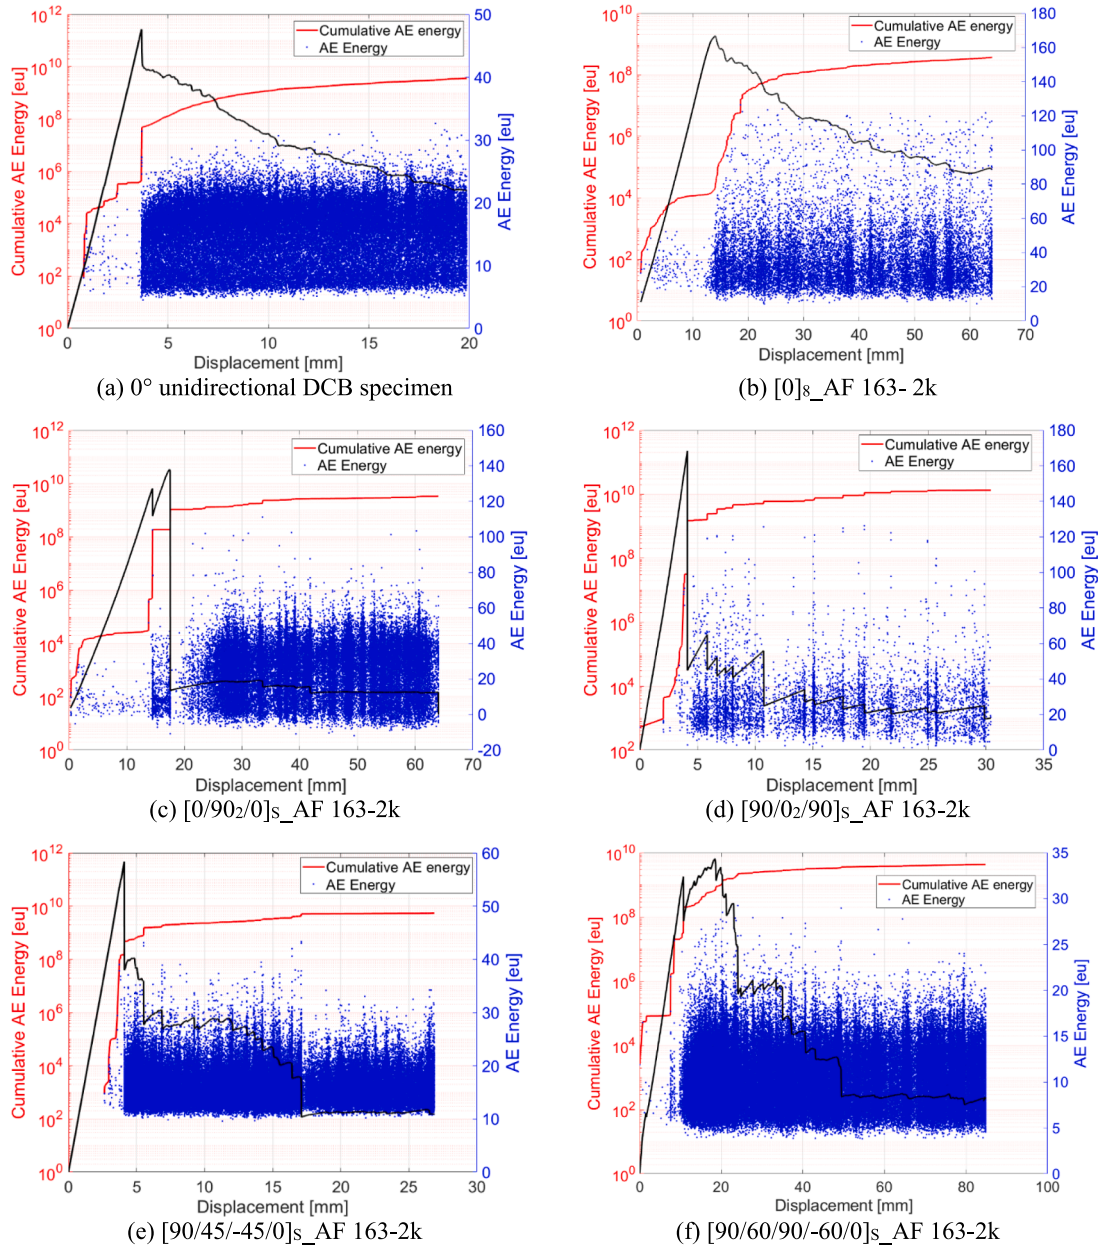 10^12
10^10
10^8
10^6
10^4
10^2
10^0
Cumulative AE Energy [eu]
Cumulative AE energy
AE Energy
50
40
30
20
10
0
AE Energy [eu]
0 5 10 15 20
Displacement [mm]
(a) 0° unidirectional DCB specimen
10^10
10^8
10^6
10^4
10^2
10^0
Cumulative AE Energy [eu]
Cumulative AE energy
AE Energy
180
160
140
120
100
80
60
40
20
0
AE Energy [eu]
0 10 20 30 40 50 60 70
Displacement [mm]
(b) [0]₈_AF 163- 2k
10^12
10^10
10^8
10^6
10^4
10^2
10^0
Cumulative AE Energy [eu]
Cumulative AE energy
AE Energy
160
140
120
100
80
60
40
20
0
-20
AE Energy [eu]
0 10 20 30 40 50 60 70
Displacement [mm]
(c) [0/90₂/0]s_AF 163-2k
10^12
10^10
10^8
10^6
10^4
10^2
Cumulative AE Energy [eu]
Cumulative AE energy
AE Energy
180
160
140
120
100
80
60
40
20
0
AE Energy [eu]
0 5 10 15 20 25 30 35
Displacement [mm]
(d) [90/0₂/90]s_AF 163-2k
10^12
10^10
10^8
10^6
10^4
10^2
10^0
Cumulative AE Energy [eu]
Cumulative AE energy
AE Energy
60
50
40
30
20
10
0
AE Energy [eu]
0 5 10 15 20 25 30
Displacement [mm]
(e) [90/45/-45/0]s_AF 163-2k
10^10
10^8
10^6
10^4
10^2
10^0
Cumulative AE Energy [eu]
Cumulative AE energy
AE Energy
35
30
25
20
15
10
5
0
AE Energy [eu]
0 20 40 60 80 100
Displacement [mm]
(f) [90/60/90/-60/0]s_AF 163-2k